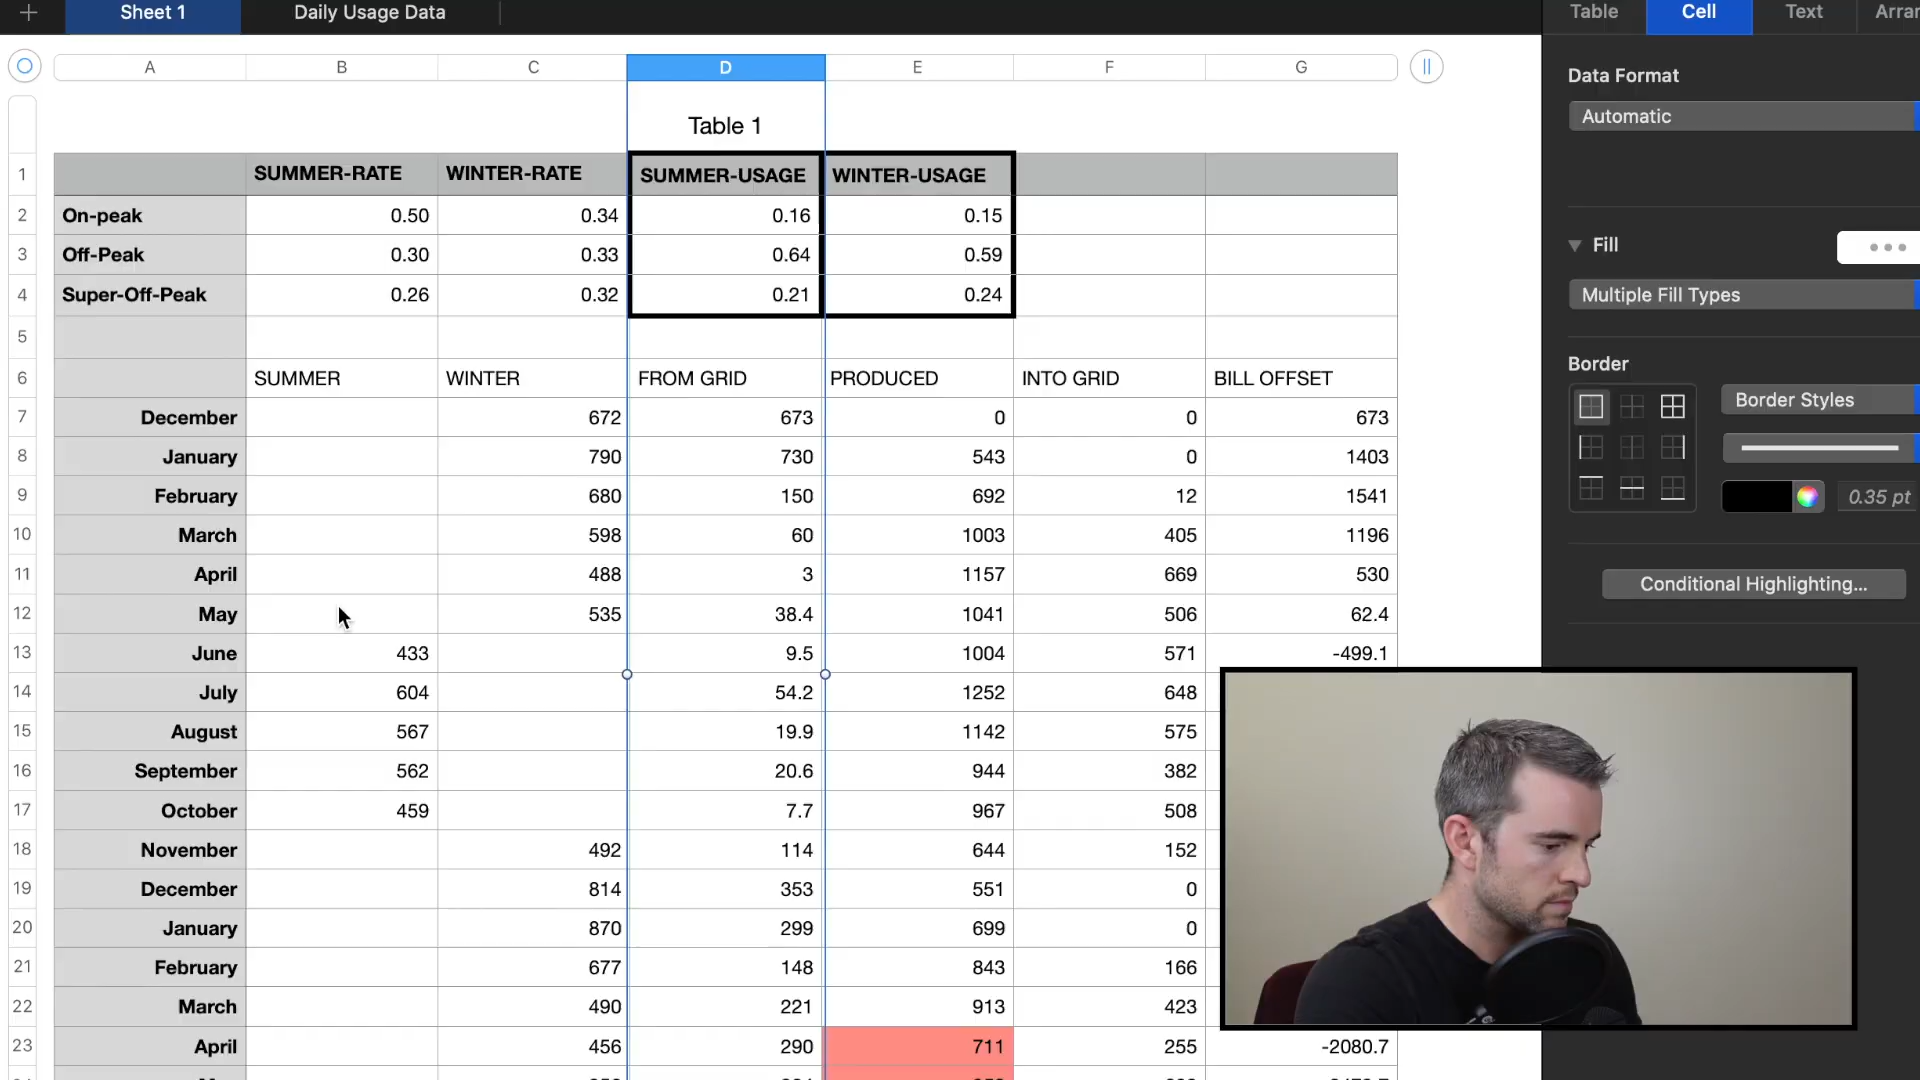 Sheet 1 Daily Usage Data Table Cell Text Arran
A B C D E F G
Data Format
Automatic
Table 1
1 SUMMER-RATE WINTER-RATE SUMMER-USAGE WINTER-USAGE
2 On-peak 0.50 0.34 0.16 0.15
3 Off-Peak 0.30 0.33 0.64 0.59
Fill
4 Super-Off-Peak 0.26 0.32 0.21 0.24
Multiple Fill Types
5
Border
6 SUMMER WINTER FROM GRID PRODUCED INTO GRID BILL OFFSET
Border Styles
7 December 672 673 0 0 673
8 January 790 730 543 0 1403
9 February 680 150 692 12 1541
0.35 pt
10 March 598 60 1003 405 1196
11 April 488 3 1157 669 530
Conditional Highlighting...
12 May 535 38.4 1041 506 62.4
13 June 433 9.5 1004 571 -499.1
14 July 604 54.2 1252 648
15 August 567 19.9 1142 575
16 September 562 20.6 944 382
17 October 459 7.7 967 508
18 November 492 114 644 152
19 December 814 353 551 0
20 January 870 299 699 0
21 February 677 148 843 166
22 March 490 221 913 423
23 April 456 290 711 255 -2080.7